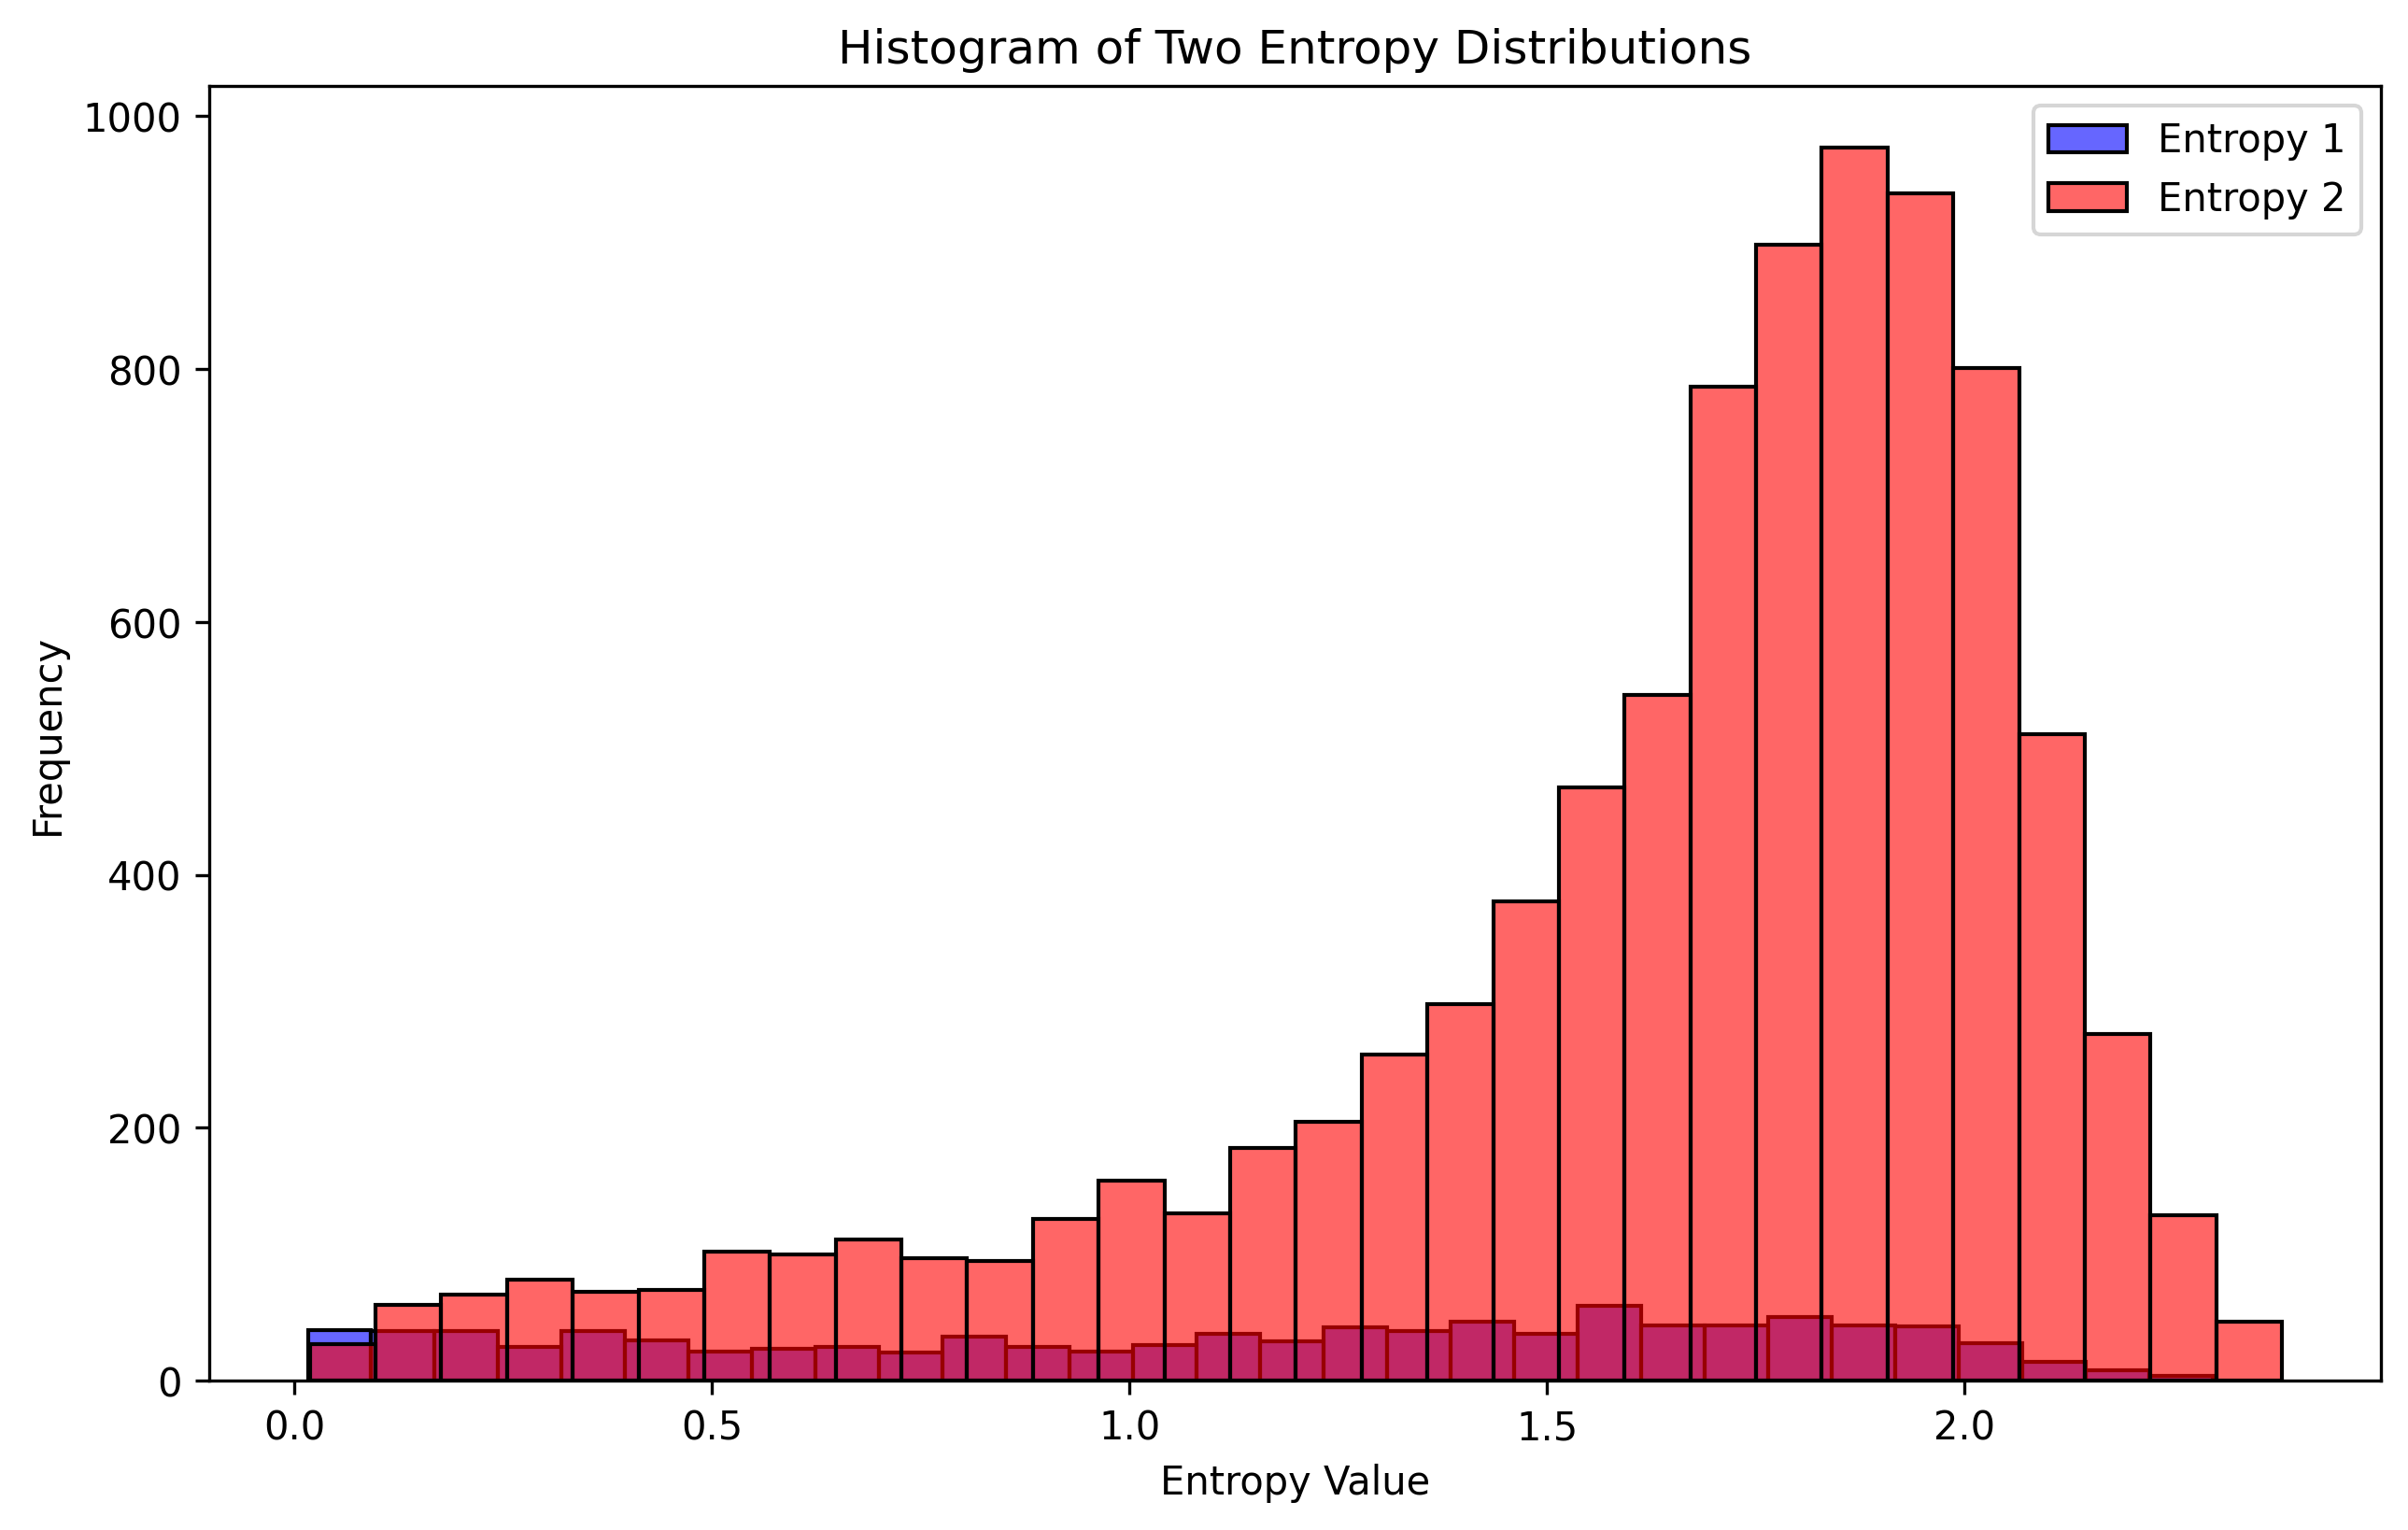 Histogram of Two Entropy Distributions
Entropy 1
Entropy 2
Frequency
1000
800
600
400
200
0
0.0 0.5 1.0 1.5 2.0
Entropy Value